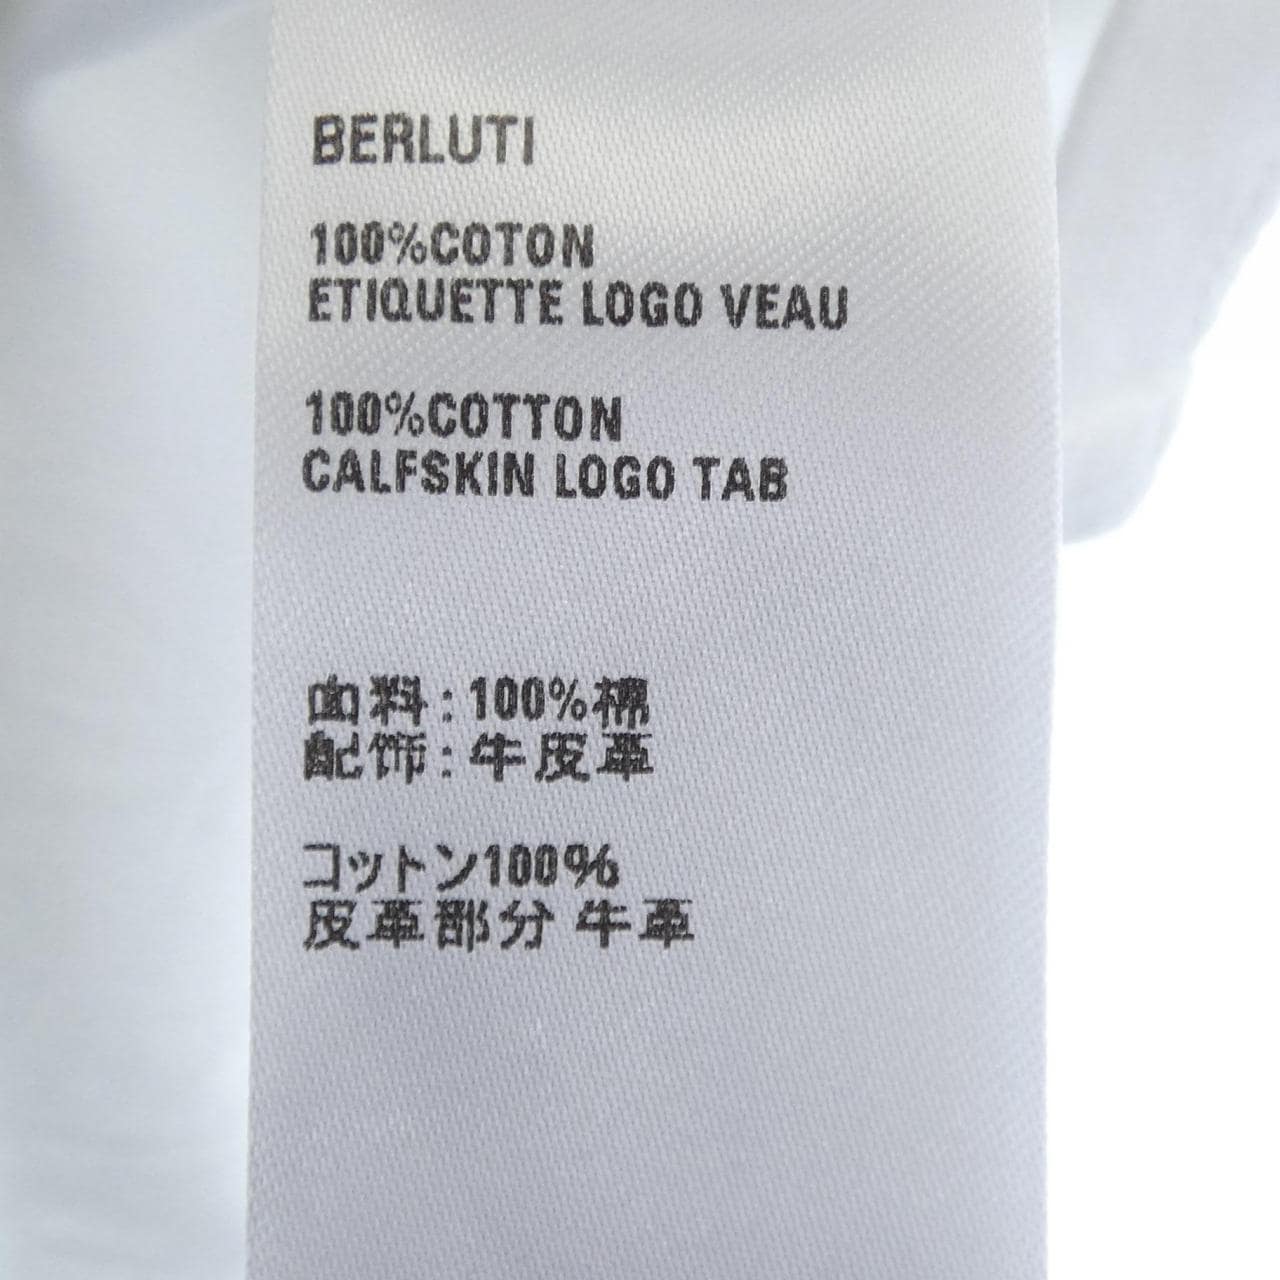 BERLUTI
100%COTON
ETIQUETTE LOGO VEAU
100%COTTON
CALFSKIN LOGO TAB
面料:100%棉
配饰:牛皮革
コットン100%
皮革部分 牛革